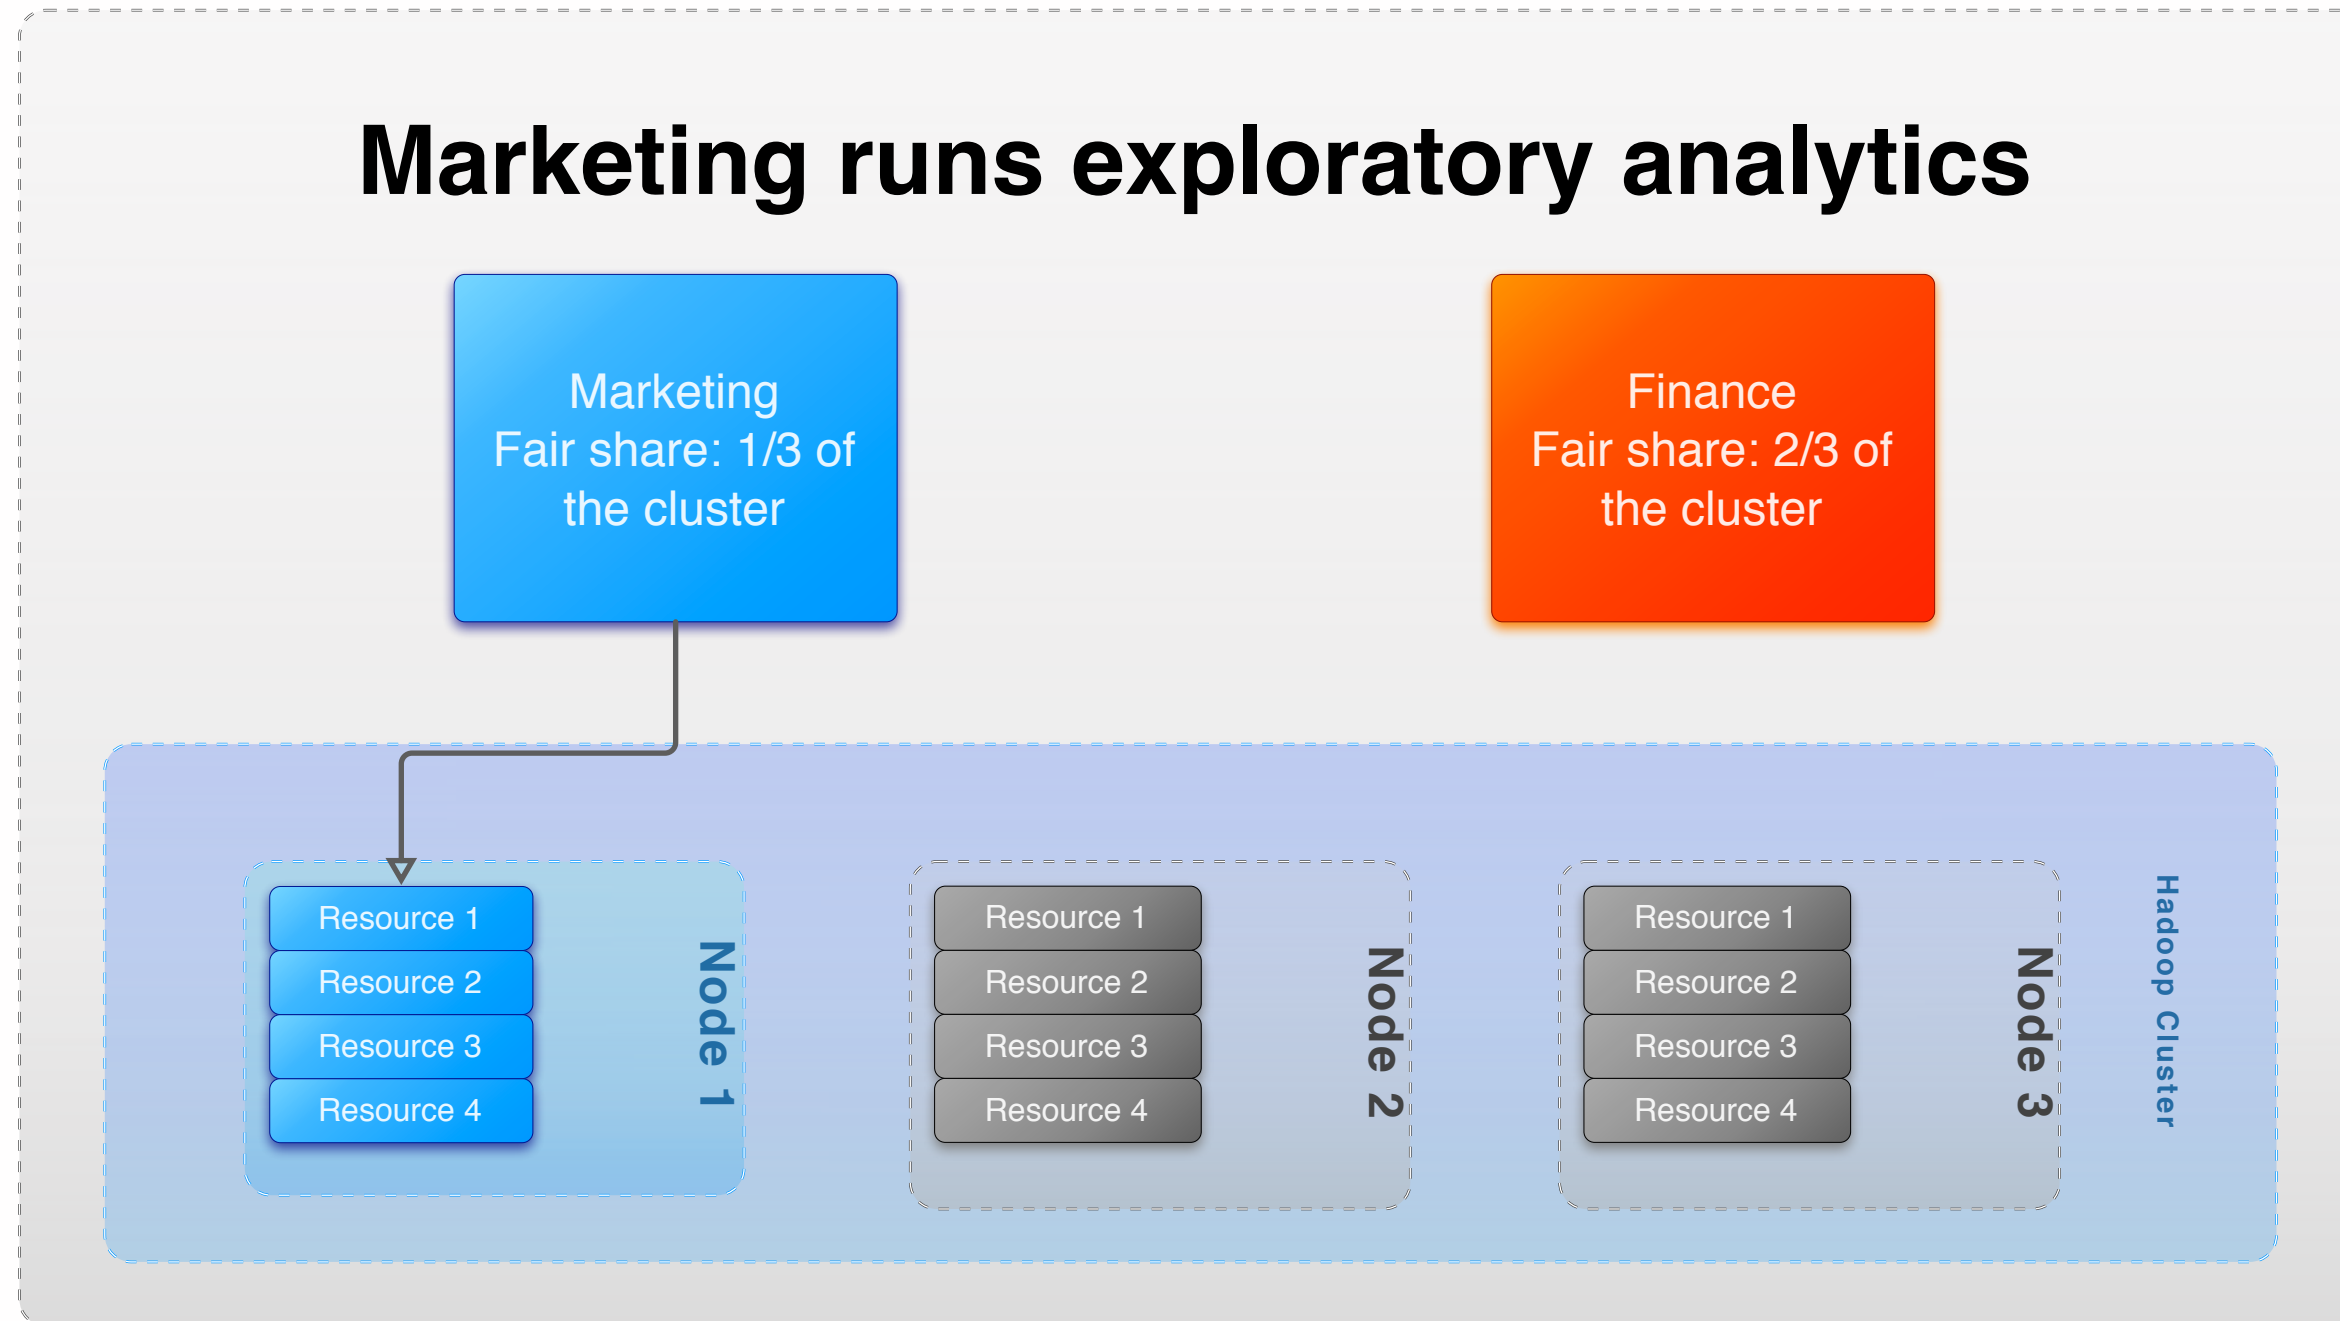 Marketing runs exploratory analytics
Marketing
Fair share: 1/3 of
the cluster
Finance
Fair share: 2/3 of
the cluster
Resource 1
Resource 2
Resource 3
Resource 4
Node 1
Resource 1
Resource 2
Resource 3
Resource 4
Node 2
Resource 1
Resource 2
Resource 3
Resource 4
Node 3
Hadoop Cluster